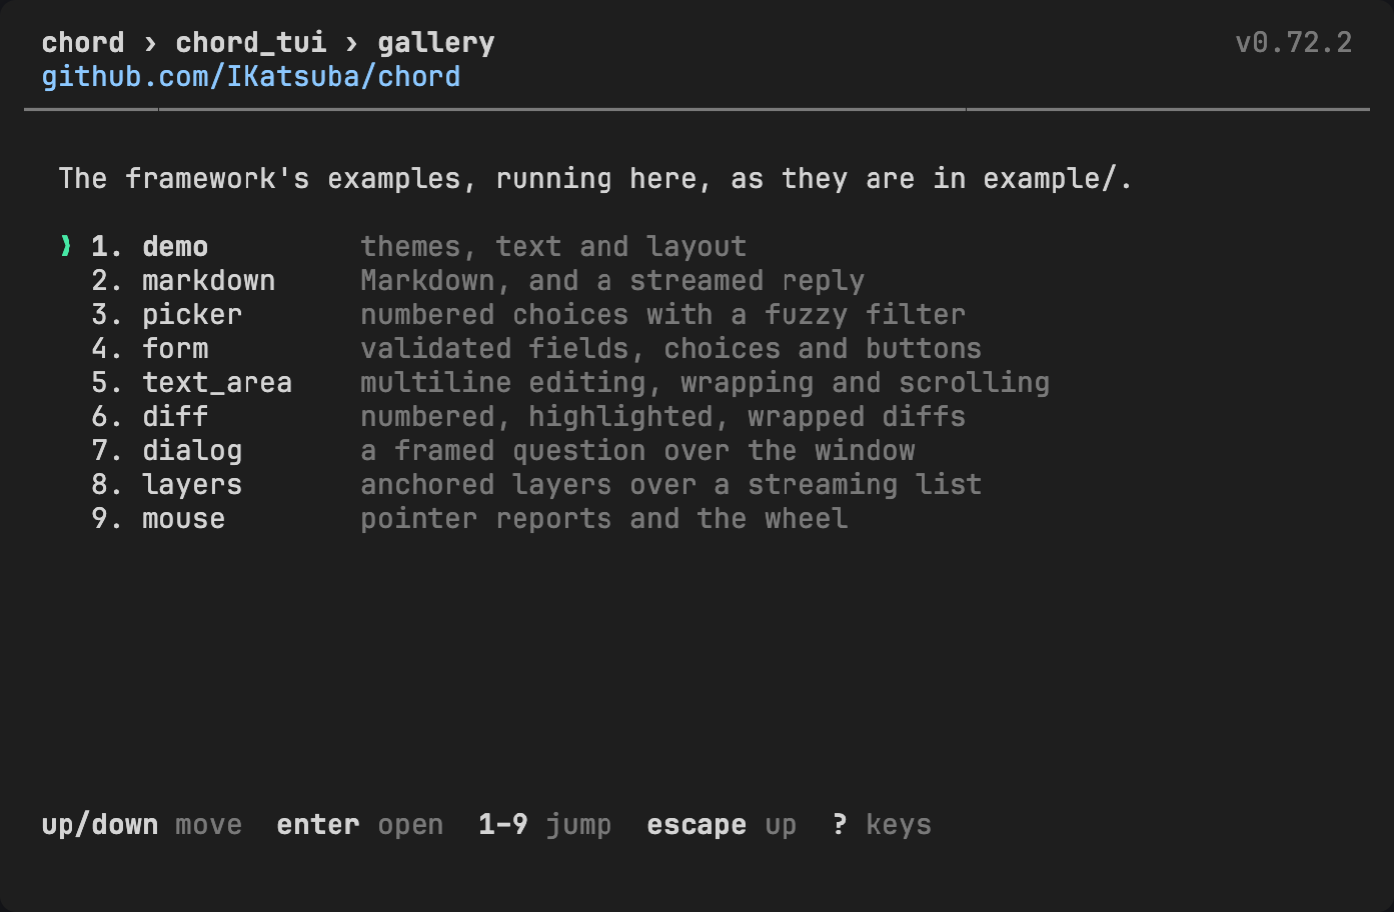 chord › chord_tui › gallery v0.72.2
github.com/IKatsuba/chord
The framework's examples, running here, as they are in example/.
❫ 1. demo themes, text and layout
2. markdown Markdown, and a streamed reply
3. picker numbered choices with a fuzzy filter
4. form validated fields, choices and buttons
5. text_area multiline editing, wrapping and scrolling
6. diff numbered, highlighted, wrapped diffs
7. dialog a framed question over the window
8. layers anchored layers over a streaming list
9. mouse pointer reports and the wheel
up/down move enter open 1-9 jump escape up ? keys